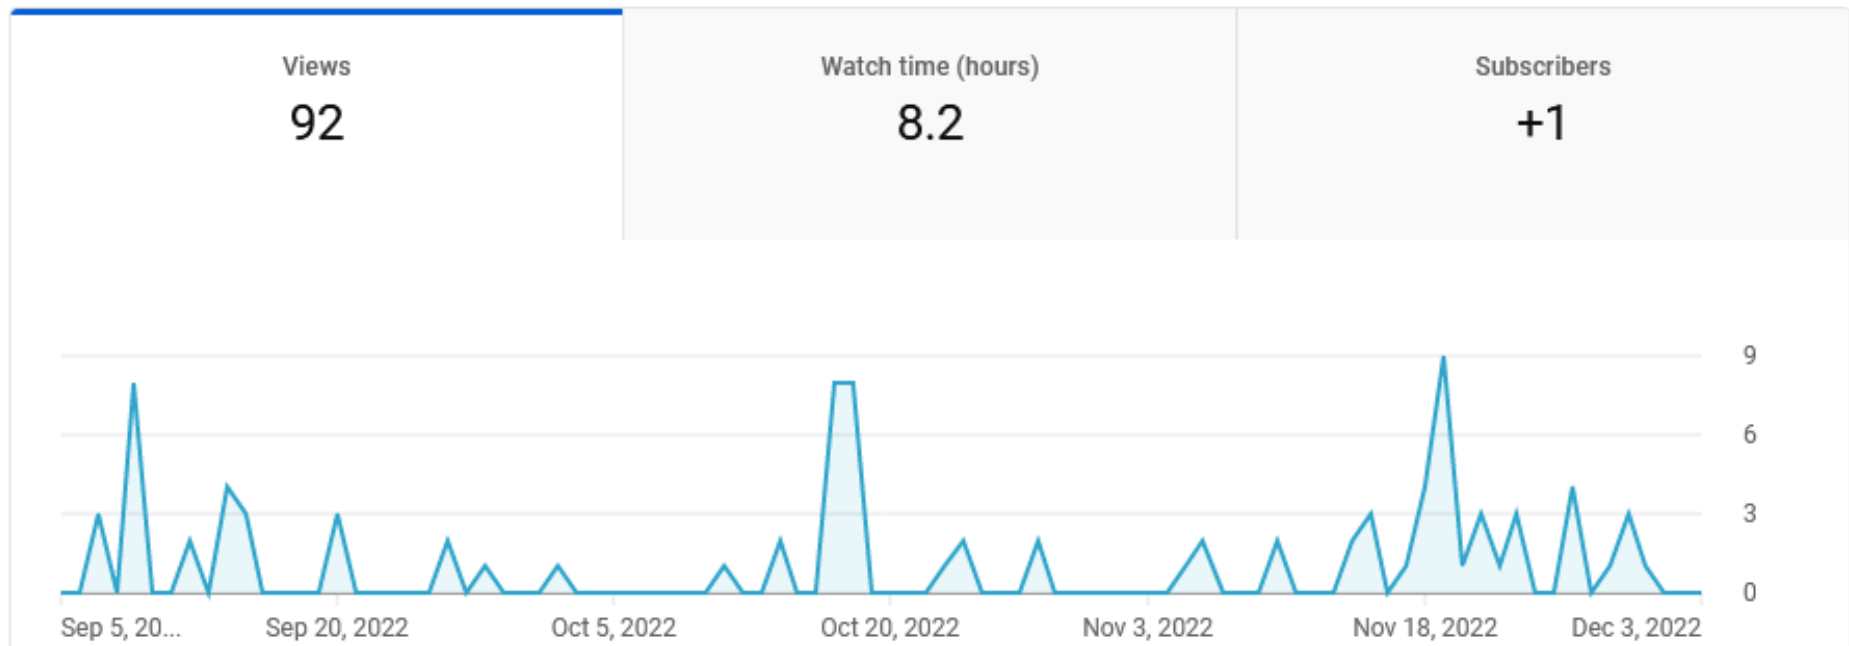 Views
92
Watch time (hours)
8.2
Subscribers
+1
9
6
3
0
Sep 5, 20...
Sep 20, 2022
Oct 5, 2022
Oct 20, 2022
Nov 3, 2022
Nov 18, 2022
Dec 3, 2022